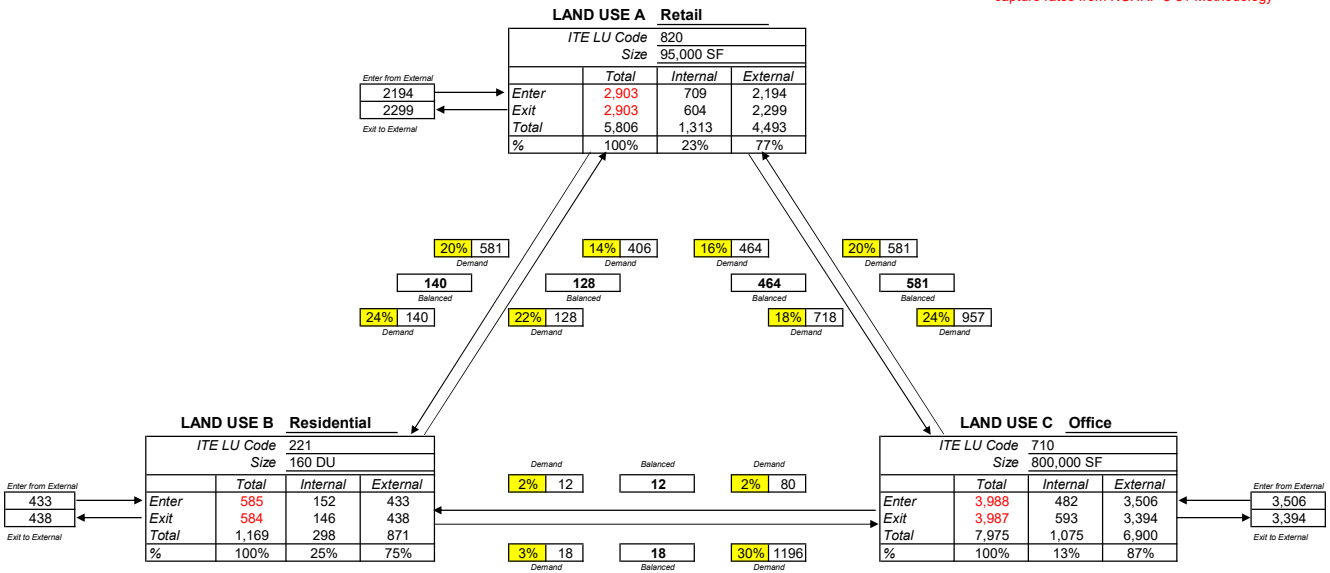 LAND USE A Retail
ITE LU Code 820
Size 95,000 SF
Total Internal External
Enter 2,903 709 2,194
Exit 2,903 604 2,299
Total 5,806 1,313 4,493
% 100% 23% 77%
Enter from External
2194
2299
Exit to External
20% 581
Demand
14% 406
Demand
16% 464
Demand
20% 581
Demand
140
Balanced
128
Balanced
464
Balanced
581
Balanced
24% 140
Demand
22% 128
Demand
18% 718
Demand
24% 957
Demand
LAND USE B Residential
ITE LU Code 221
Size 160 DU
Total Internal External
Enter 585 152 433
Exit 584 146 438
Total 1,169 298 871
% 100% 25% 75%
Enter from External
433
438
Exit to External
Demand Balanced Demand
2% 12 12 2% 80
3% 18 18 30% 1196
Demand Balanced Demand
LAND USE C Office
ITE LU Code 710
Size 800,000 SF
Total Internal External
Enter 3,988 482 3,506
Exit 3,987 593 3,394
Total 7,975 1,075 6,900
% 100% 13% 87%
Enter from External
3,506
3,394
Exit to External